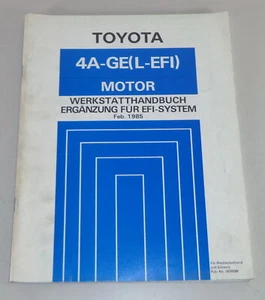 TOYOTA
4A-GE(L-EFI)
MOTOR
WERKSTATTHANDBUCH
ERGÄNZUNG FÜR EFI-SYSTEM
Feb. 1985